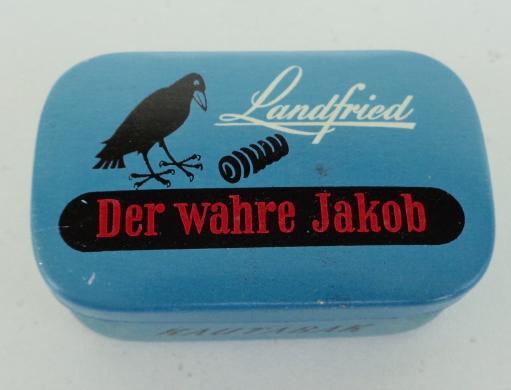 Landfried
Der wahre Jakob
KAUTABAK